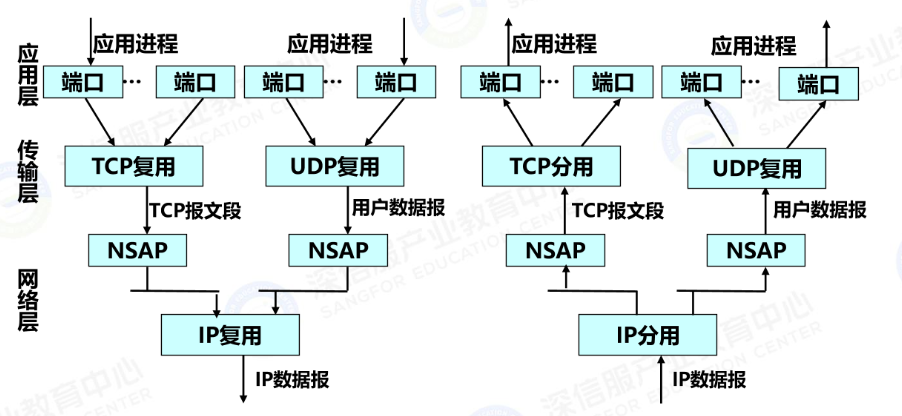 应用进程 应用进程 应用进程 应用进程
应用层
端口 … 端口 端口 … 端口 端口 … 端口 端口 … 端口
传输层
TCP复用 UDP复用 TCP分用 UDP复用
TCP报文段 用户数据报 TCP报文段 用户数据报
NSAP NSAP NSAP NSAP
网络层
IP复用 IP分用
IP数据报 IP数据报
深信服产业教育中心
SANGFOR EDUCATION CENTER